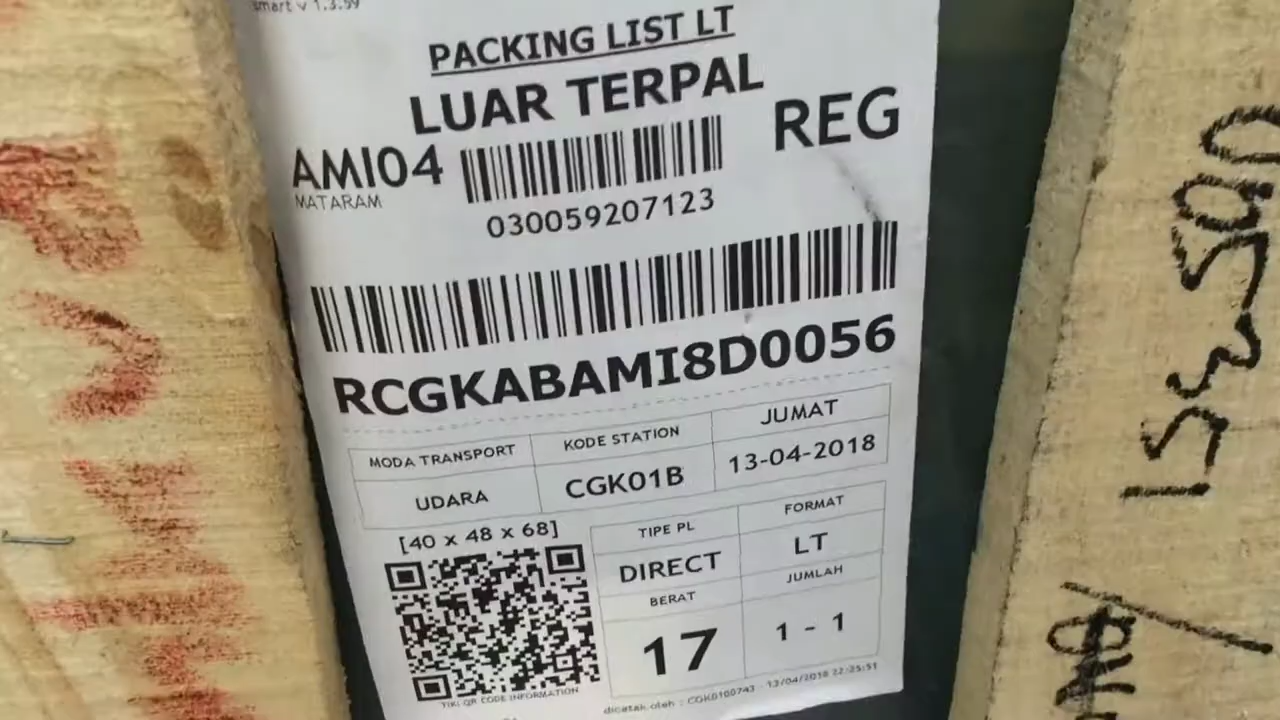 smart v 1.3.59
PACKING LIST LT
LUAR TERPAL
AMI04
REG
MATARAM
030059207123
RCGKABAMI8D0056
MODA TRANSPORT
KODE STATION
JUMAT
UDARA
CGK01B
13-04-2018
[40 x 48 x 68]
TIPE PL
FORMAT
DIRECT
LT
BERAT
JUMLAH
17
1 - 1
TIKI QR CODE INFORMATION
dicetak oleh : CGK0100743 - 13/04/2018 22:25:51